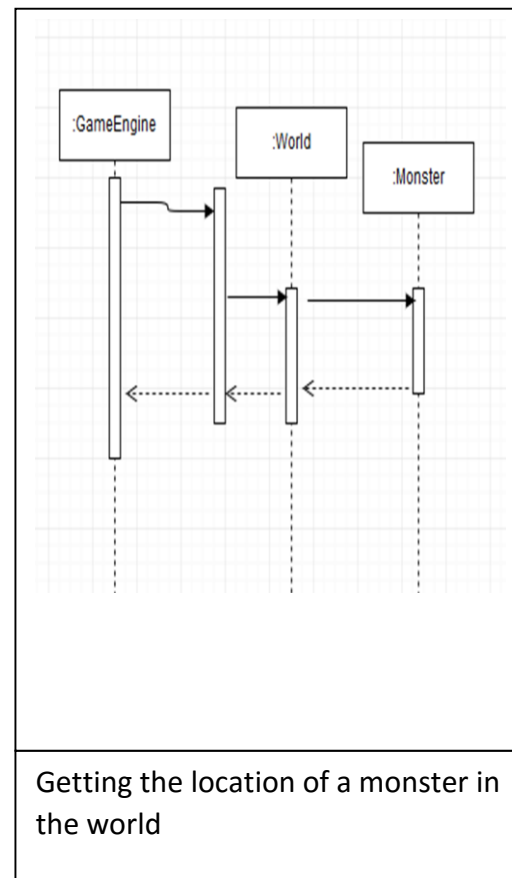 :GameEngine
:World
:Monster
Getting the location of a monster in
the world